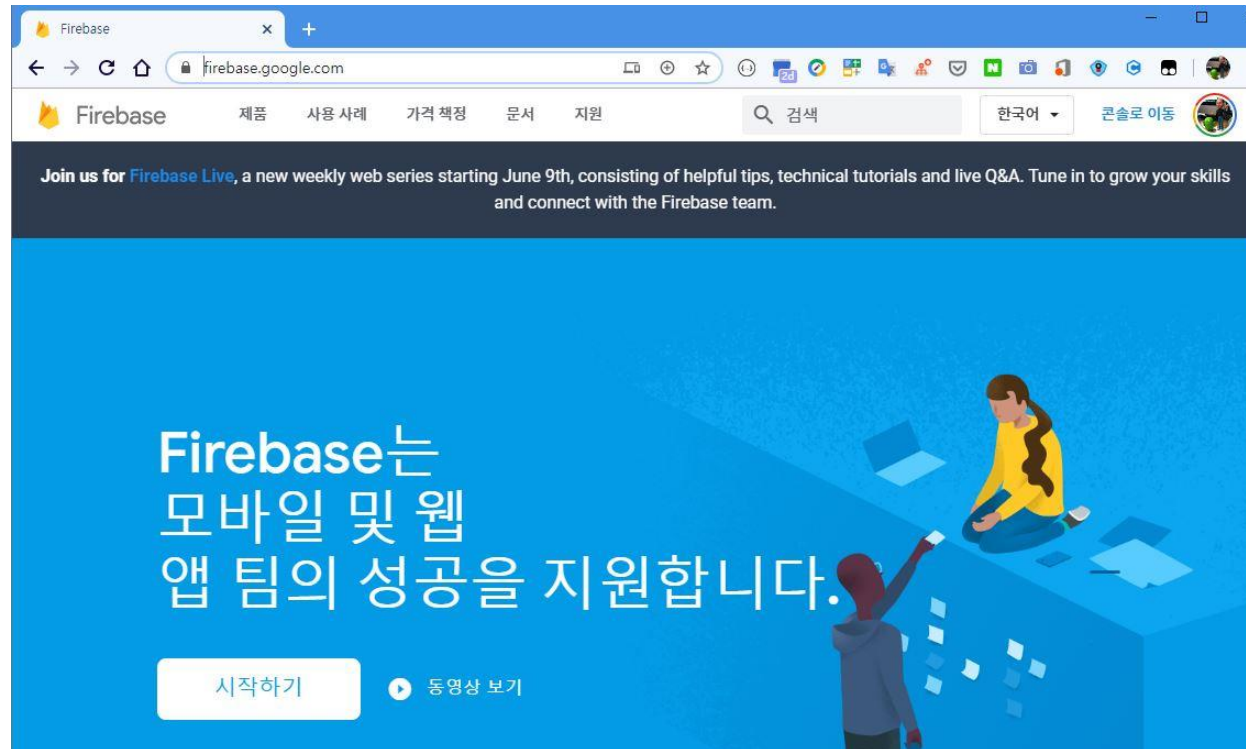 Firebase
firebase.google.com
2d
N
Firebase 제품 사용 사례 가격 책정 문서 지원 검색 한국어 콘솔로 이동
Join us for Firebase Live, a new weekly web series starting June 9th, consisting of helpful tips, technical tutorials and live Q&A. Tune in to grow your skills
and connect with the Firebase team.
Firebase는
모바일 및 웹
앱 팀의 성공을 지원합니다.
시작하기 동영상 보기